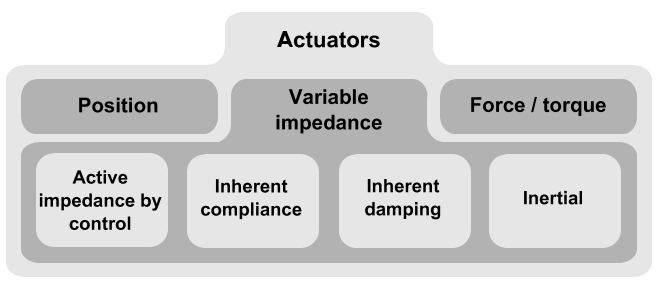 Actuators
Position
Variable
impedance
Force / torque
Active
impedance by
control
Inherent
compliance
Inherent
damping
Inertial